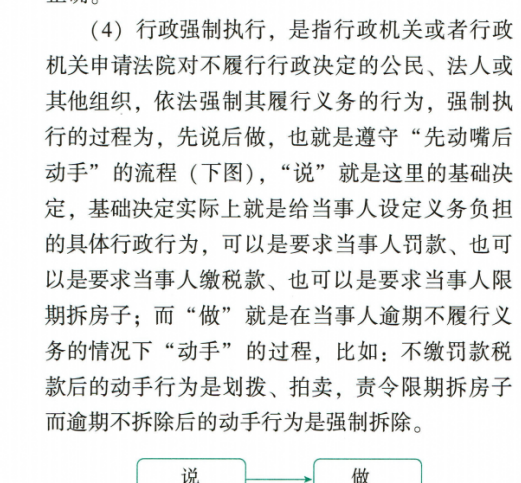 （4）行政强制执行，是指行政机关或者行政
机关申请法院对不履行行政决定的公民、法人或
其他组织，依法强制其履行义务的行为，强制执
行的过程为，先说后做，也就是遵守“先动嘴后
动手”的流程（下图），“说”就是这里的基础决
定，基础决定实际上就是给当事人设定义务负担
的具体行政行为，可以是要求当事人罚款、也可
以是要求当事人缴税款、也可以是要求当事人限
期拆房子；而“做”就是在当事人逾期不履行义
务的情况下“动手”的过程，比如：不缴罚款税
款后的动手行为是划拨、拍卖，责令限期拆房子
而逾期不拆除后的动手行为是强制拆除。
说 做